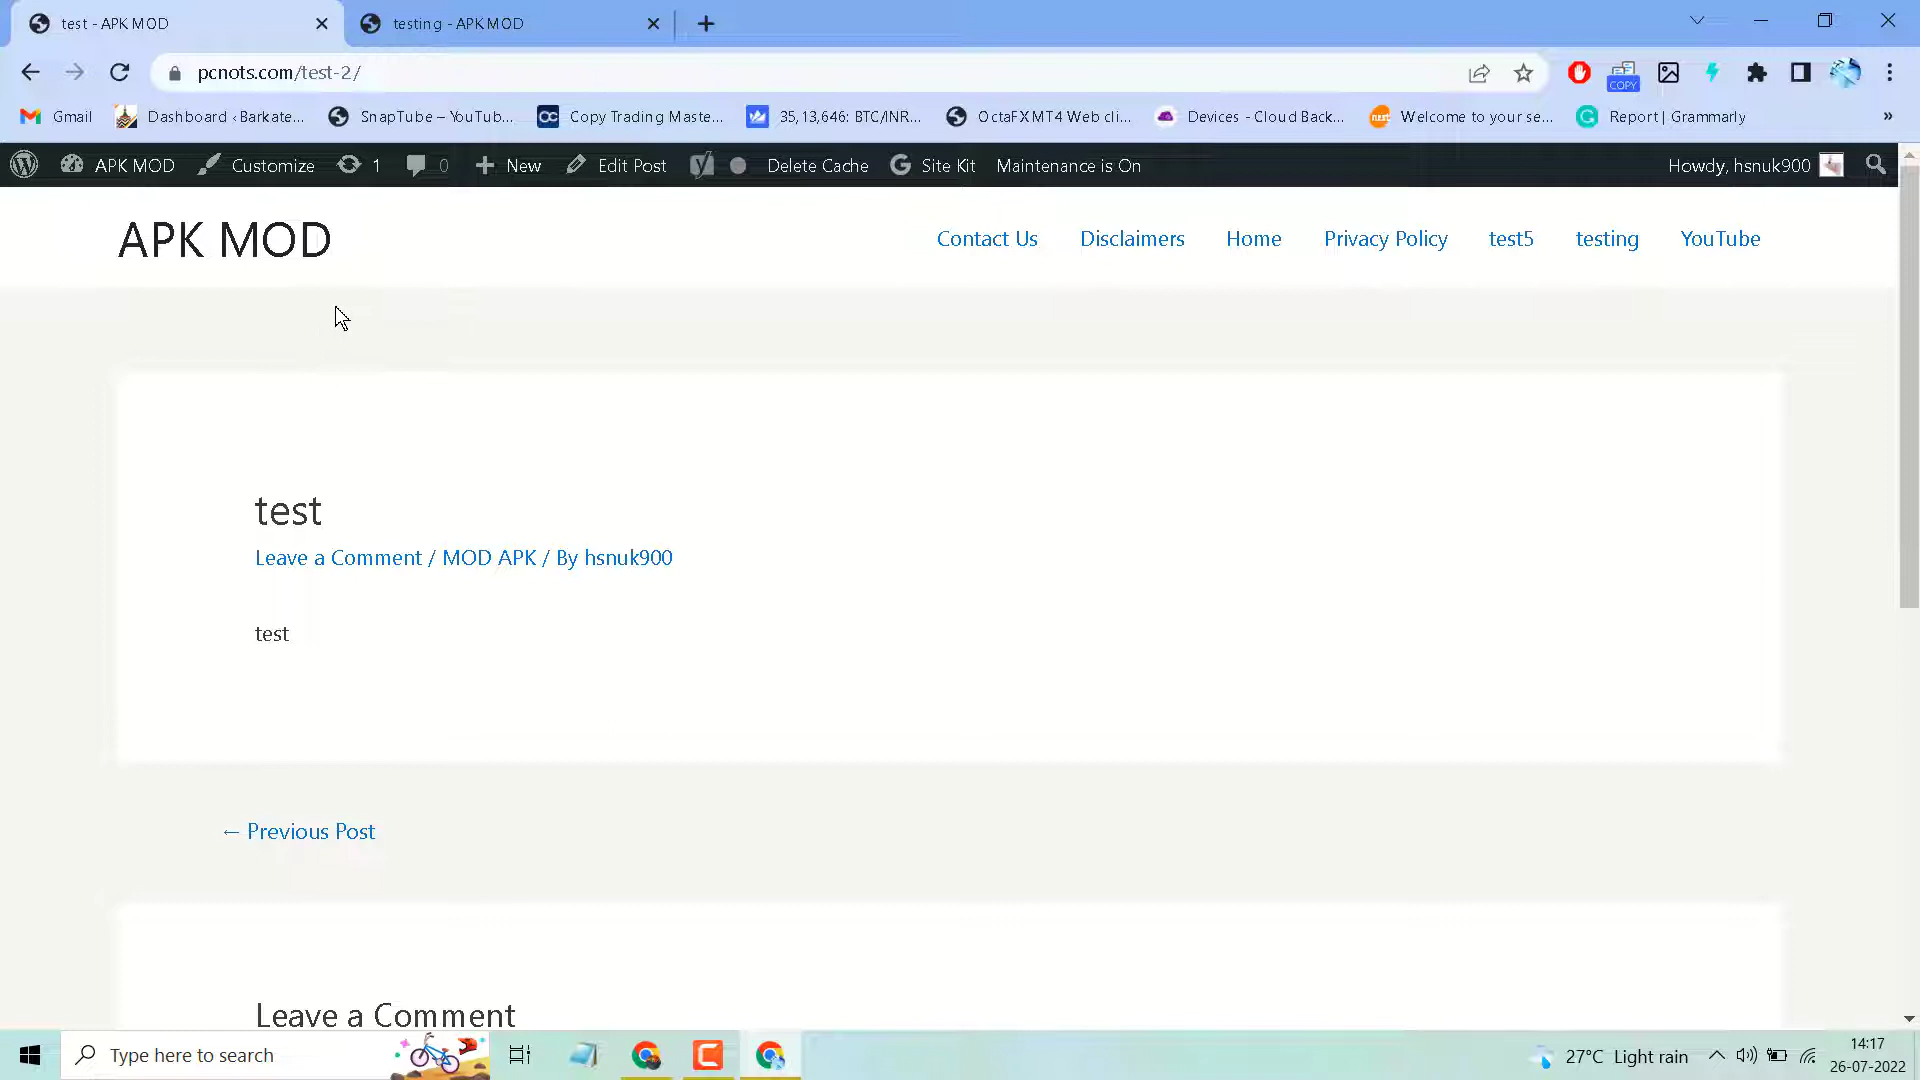 test - APK MOD
testing - APK MOD
pcnots.com/test-2/
COPY
Gmail
Dashboard ‹ Barkate...
SnapTube – YouTub...
CC
Copy Trading Maste...
35,13,646: BTC/INR...
OctaFX MT4 Web cli...
Devices - Cloud Back...
Welcome to your se...
Report | Grammarly
»
APK MOD
Customize
1
0
New
Edit Post
Delete Cache
Site Kit
Maintenance is On
Howdy, hsnuk900
APK MOD
Contact Us
Disclaimers
Home
Privacy Policy
test5
testing
YouTube
test
Leave a Comment / MOD APK / By hsnuk900
test
← Previous Post
Leave a Comment
Type here to search
27°C Light rain
14:17
26-07-2022